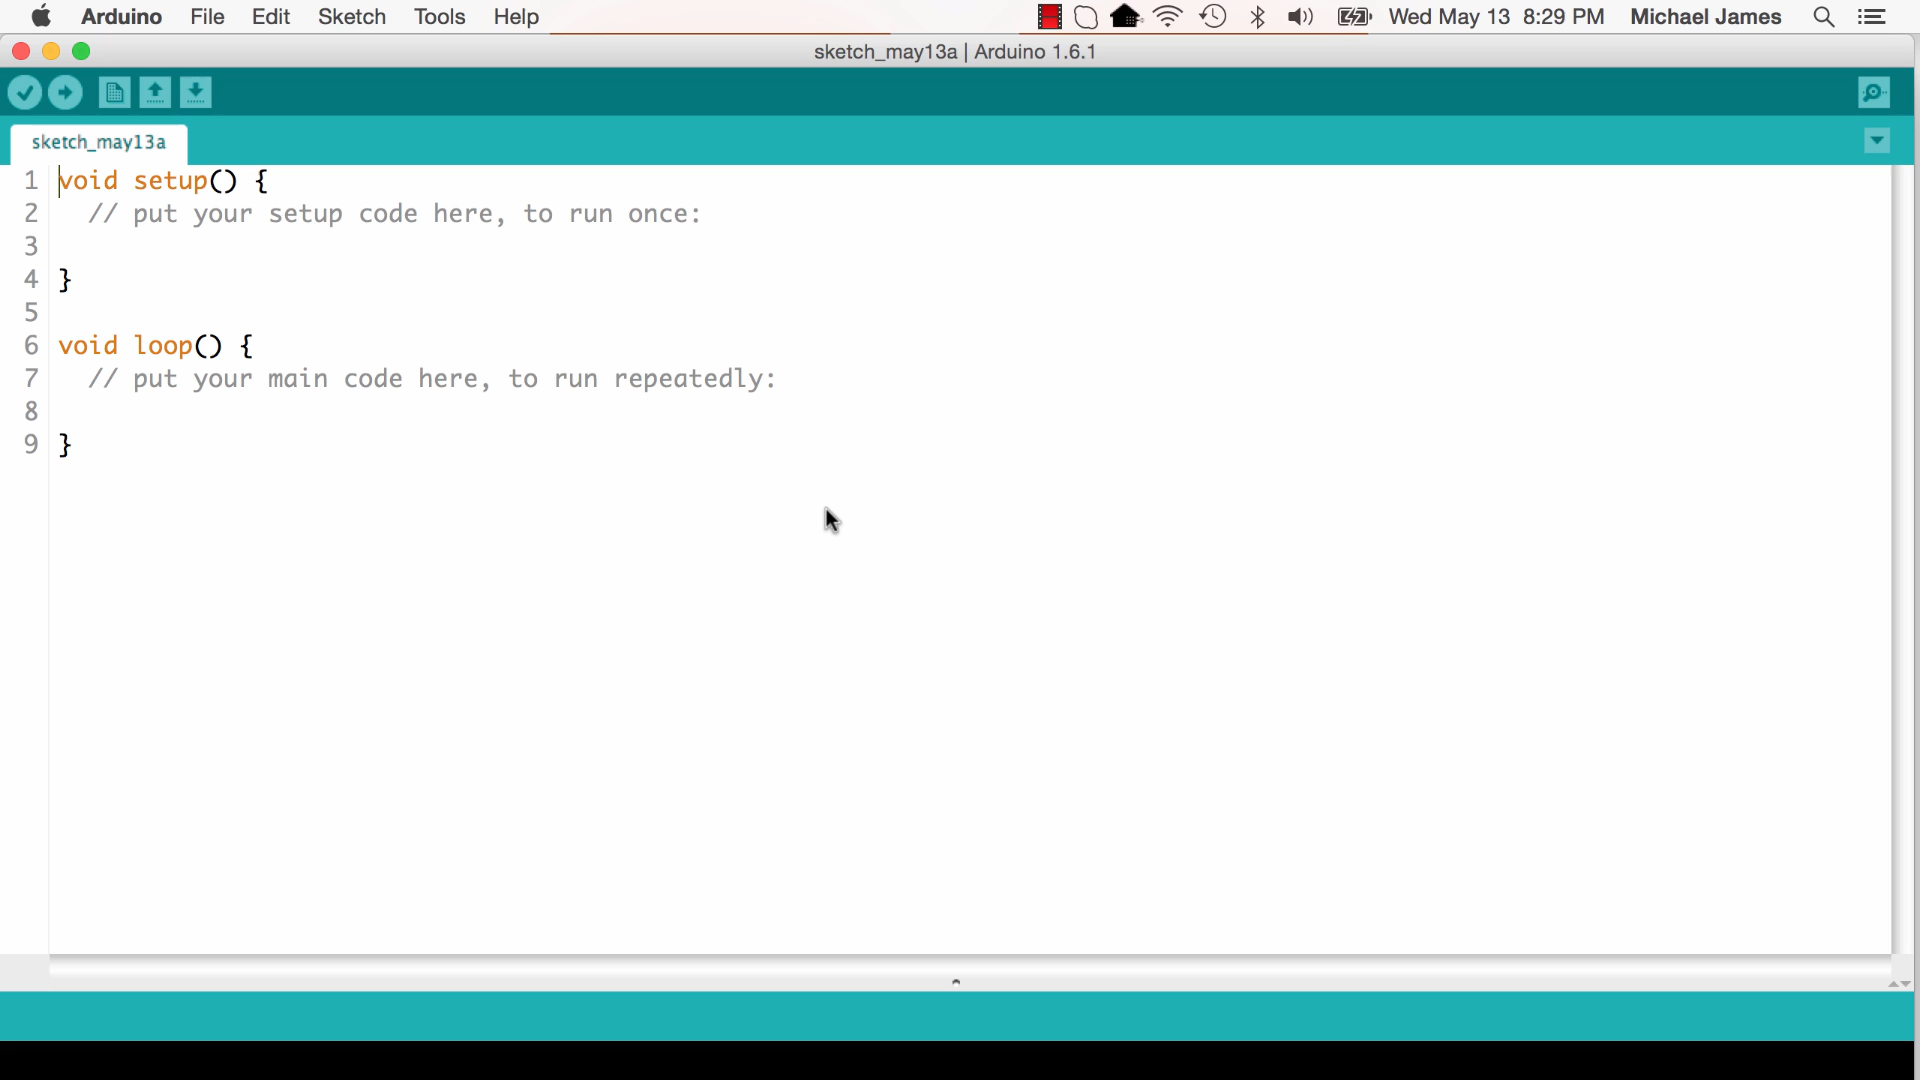 Arduino File Edit Sketch Tools Help Wed May 13 8:29 PM Michael James
sketch_may13a | Arduino 1.6.1
sketch_may13a
1 void setup() {
2 // put your setup code here, to run once:
3
4 }
5
6 void loop() {
7 // put your main code here, to run repeatedly:
8
9 }